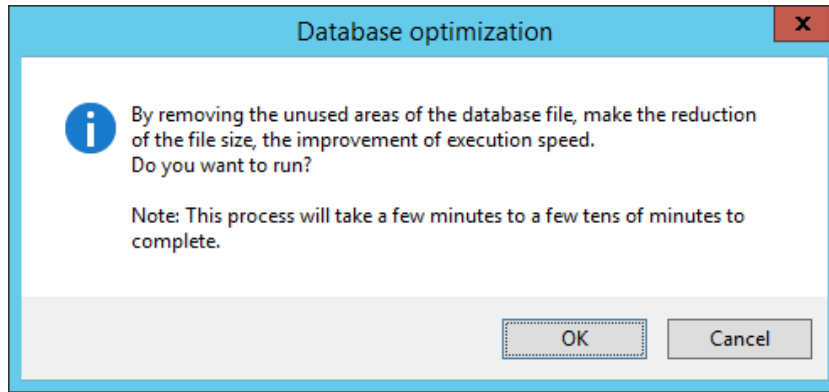 Database optimization
x
By removing the unused areas of the database file, make the reduction
of the file size, the improvement of execution speed.
Do you want to run?
Note: This process will take a few minutes to a few tens of minutes to
complete.
OK
Cancel